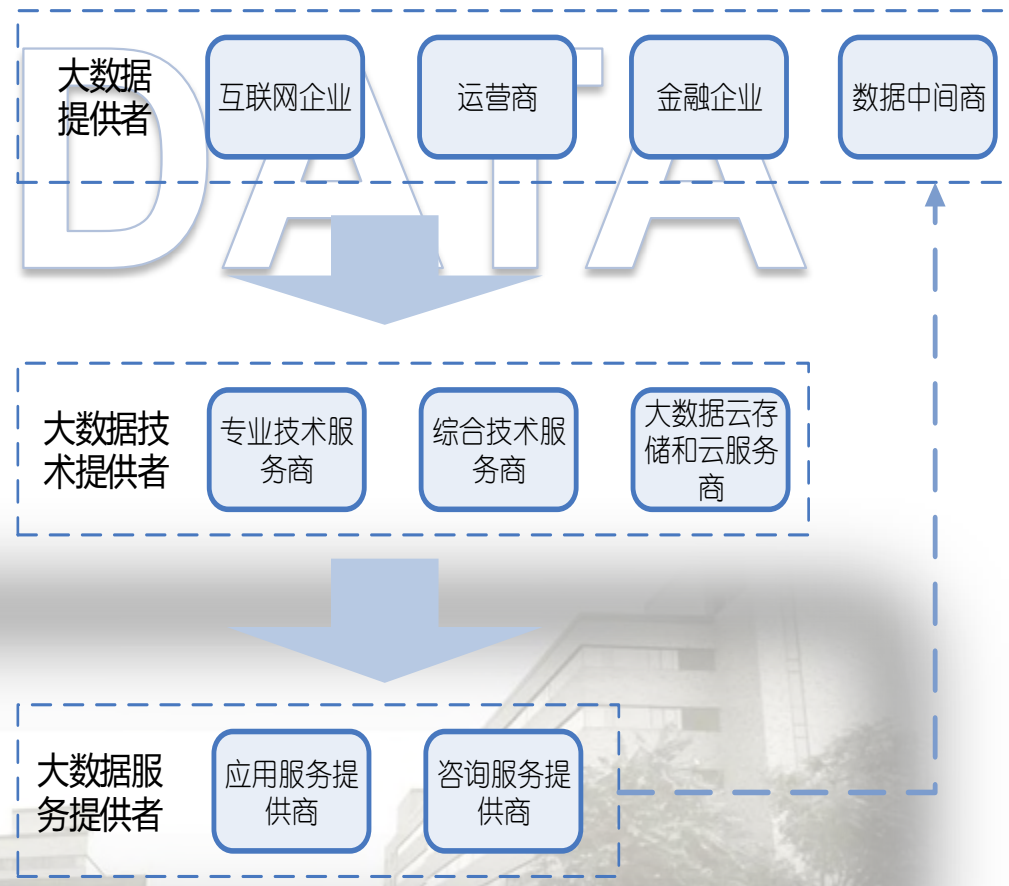 DATA
大数据
提供者
互联网企业
运营商
金融企业
数据中间商
大数据技
术提供者
专业技术服
务商
综合技术服
务商
大数据云存
储和云服务
商
大数据服
务提供者
应用服务提
供商
咨询服务提
供商